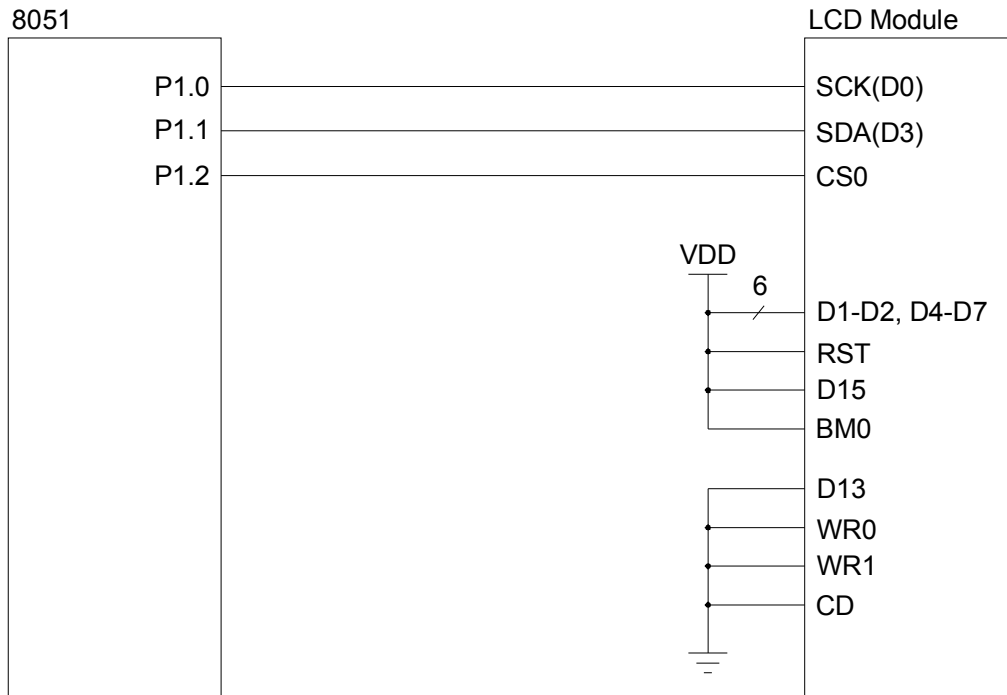 8051 LCD Module
P1.0 SCK(D0)
P1.1 SDA(D3)
P1.2 CS0
VDD
6
D1-D2, D4-D7
RST
D15
BM0
D13
WR0
WR1
CD